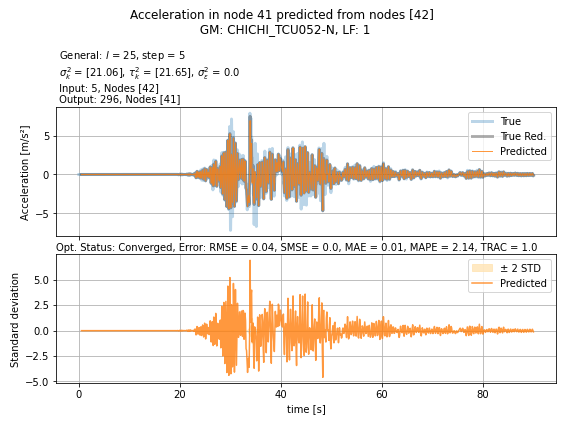 Acceleration in node 41 predicted from nodes [42]
GM: CHICHI_TCU052-N, LF: 1
General: l = 25, step = 5
σ²ₖ = [21.06], τ²ₖ = [21.65], σ²ε = 0.0
Input: 5, Nodes [42]
Output: 296, Nodes [41]
True
True Red.
Predicted
Acceleration [m/s²]
5
0
−5
Opt. Status: Converged, Error: RMSE = 0.04, SMSE = 0.0, MAE = 0.01, MAPE = 2.14, TRAC = 1.0
± 2 STD
Predicted
Standard deviation
5.0
2.5
0.0
−2.5
−5.0
0 20 40 60 80
time [s]